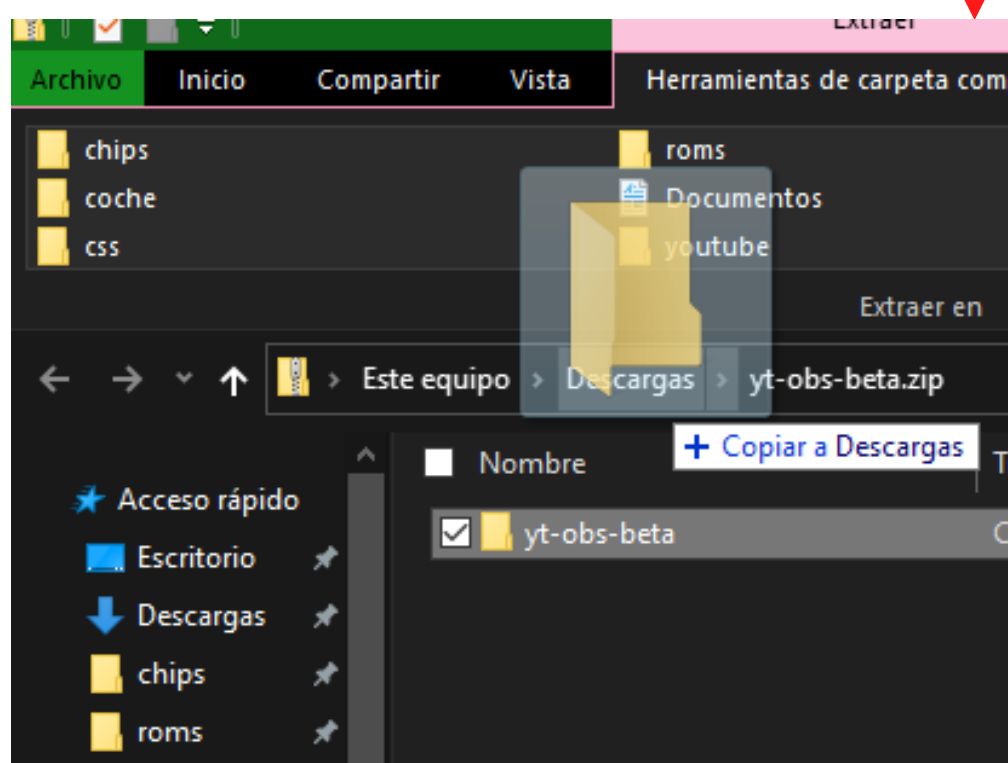 Extraer
Archivo Inicio Compartir Vista Herramientas de carpeta com
chips roms
coche Documentos
css youtube
Extraer en
Este equipo > Descargas > yt-obs-beta.zip
+ Copiar a Descargas
Nombre T
Acceso rápido
yt-obs-beta C
Escritorio
Descargas
chips
roms